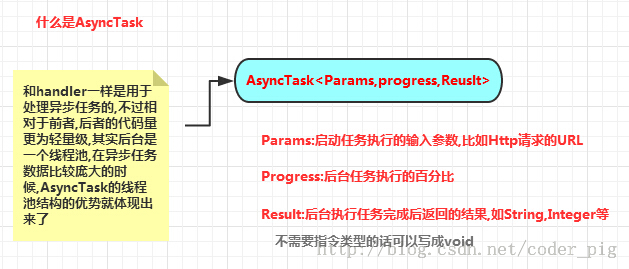 什么是AsyncTask
和handler一样是用于
处理异步任务的,不过相
对于前者,后者的代码量
更为轻量级,其实后台是
一个线程池,在异步任务
数据比较庞大的时
候,AsyncTask的线程
池结构的优势就体现出
来了
AsyncTask<Params,progress,Reuslt>
Params:启动任务执行的输入参数,比如Http请求的URL
Progress:后台任务执行的百分比
Result:后台执行任务完成后返回的结果,如String,Integer等
不需要指令类型的话可以写成void
http://blog.csdn.net/coder_pig